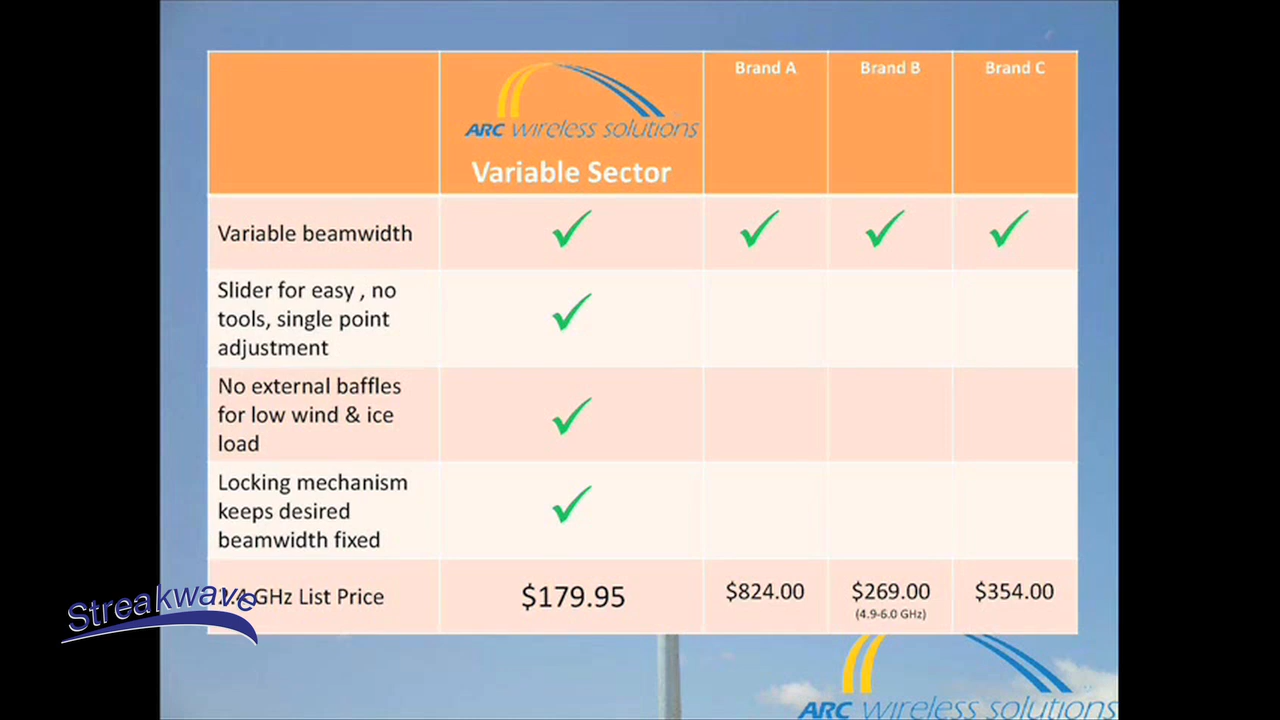 ARC wireless solutions
Variable Sector
Brand A
Brand B
Brand C
Variable beamwidth
Slider for easy , no
tools, single point
adjustment
No external baffles
for low wind & ice
load
Locking mechanism
keeps desired
beamwidth fixed
GHz List Price
$179.95
$824.00
$269.00
(4.9-6.0 GHz)
$354.00
Streakwave
ARC wireless solutions